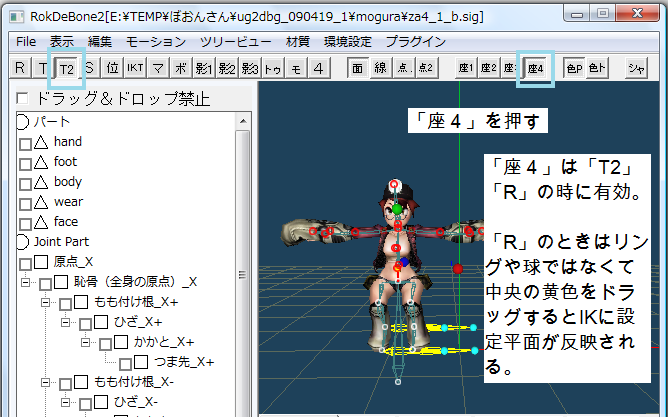 RokDeBone2[E:¥TEMP¥ぽおんさん¥ug2dbg_090419_1¥mogura¥za4_1_b.sig]
File 表示 編集 モーション ツリービュー 材質 環境設定 プラグイン
R T T2 S 位 IKT マ ボ 影1 影2 影3 トゥ モ 4 面 線 点. 点2 座1 座2 座3 座4 色P 色ト シャ
ドラッグ＆ドロップ禁止
パート
hand
foot
body
wear
face
Joint Part
原点_X
恥骨（全身の原点）_X
もも付け根_X+
ひざ_X+
かかと_X+
つま先_X+
もも付け根_X-
ひざ_X-
「座４」を押す
「座４」は「T2」
「R」の時に有効。
「R」のときはリン
グや球ではなくて
中央の黄色をドラ
ッグするとIKに設
定平面が反映され
る。